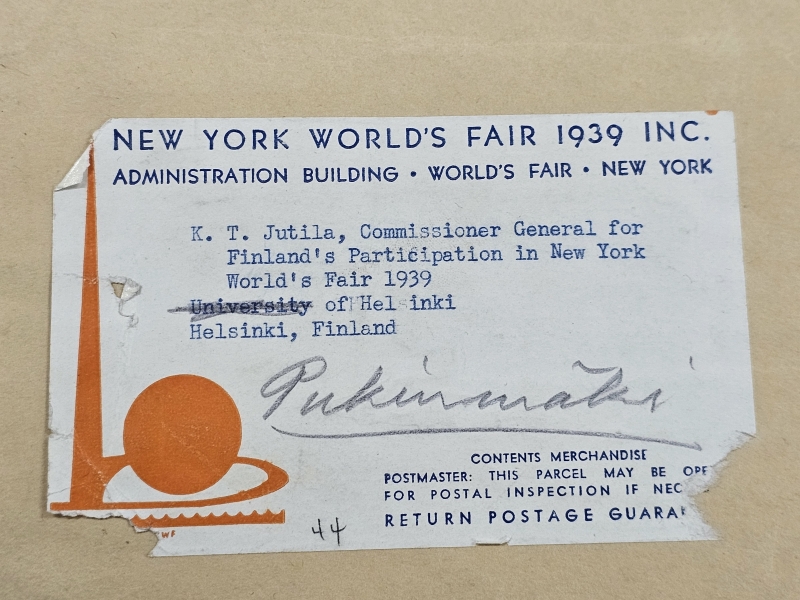 NEW YORK WORLD'S FAIR 1939 INC.
ADMINISTRATION BUILDING • WORLD'S FAIR • NEW YORK
K. T. Jutila, Commissioner General for
Finland's Participation in New York
World's Fair 1939
University of Helsinki
Helsinki, Finland
Pukinmäki
CONTENTS MERCHANDISE
POSTMASTER: THIS PARCEL MAY BE OPE
FOR POSTAL INSPECTION IF NEC
RETURN POSTAGE GUARA
44
WF